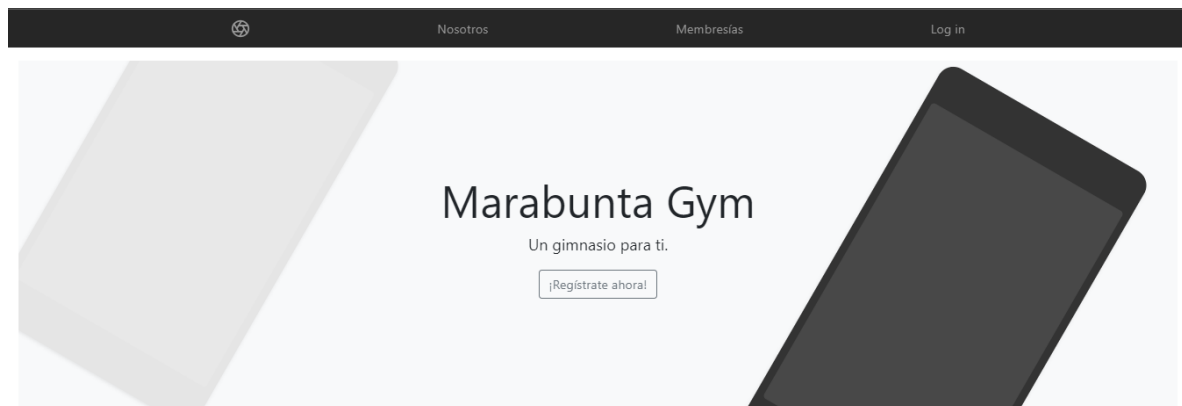 Nosotros Membresías Log in
Marabunta Gym
Un gimnasio para ti.
¡Regístrate ahora!